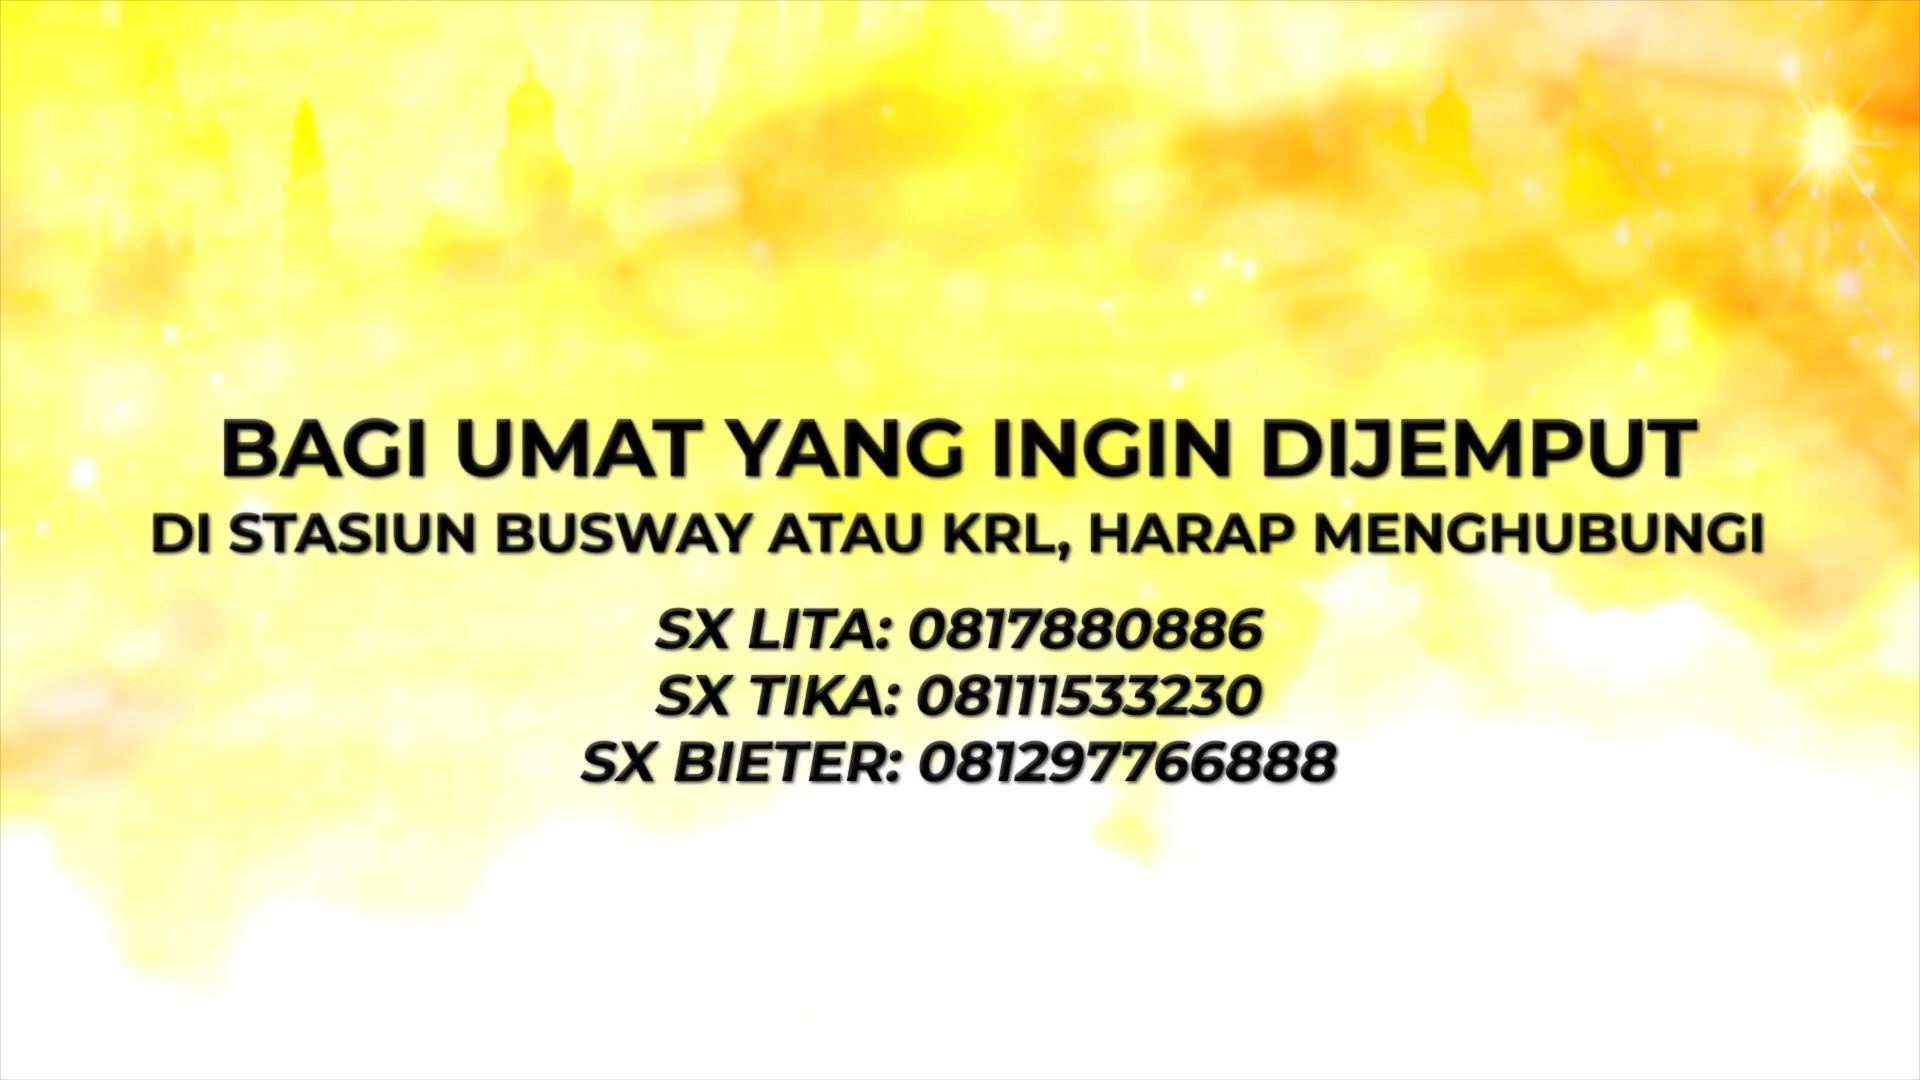 BAGI UMAT YANG INGIN DIJEMPUT
DI STASIUN BUSWAY ATAU KRL, HARAP MENGHUBUNGI
SX LITA: 0817880886
SX TIKA: 08111533230
SX BIETER: 081297766888